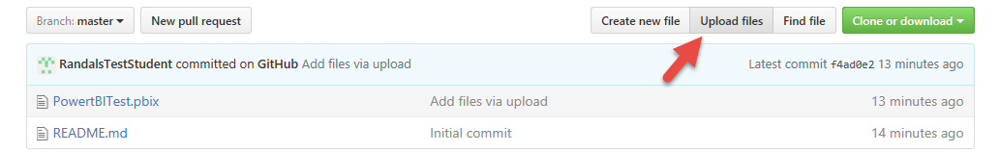 Branch: master New pull request Create new file Upload files Find file Clone or download
RandalsTestStudent committed on GitHub Add files via upload Latest commit f4ad0e2 13 minutes ago
PowertBITest.pbix Add files via upload 13 minutes ago
README.md Initial commit 14 minutes ago